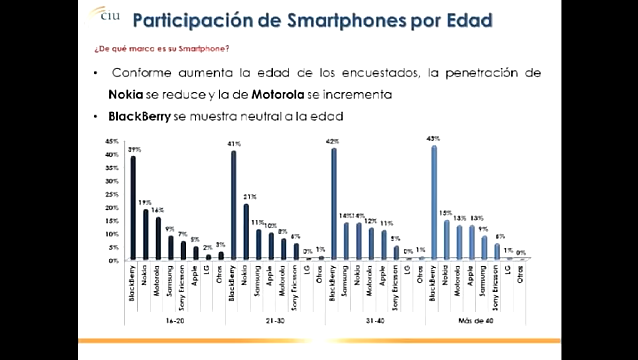 CIU
Participación de Smartphones por Edad
¿De qué marca es su Smartphone?
• Conforme aumenta la edad de los encuestados, la penetración de
Nokia se reduce y la de Motorola se incrementa
• BlackBerry se muestra neutral a la edad
45%
40%
35%
30%
25%
20%
15%
10%
5%
0%
39% 19% 16% 9% 7% 5% 2% 3%
41% 21% 11% 10% 8% 6% 0% 1%
42% 14% 14% 12% 11% 5% 0% 1%
43% 15% 13% 13% 9% 6% 1% 0%
BlackBerry Nokia Motorola Samsung Sony Ericsson Apple LG Otros
BlackBerry Nokia Samsung Apple Motorola Sony Ericsson LG Otros
BlackBerry Samsung Nokia Motorola Apple Sony Ericsson LG Otros
BlackBerry Nokia Motorola Apple Samsung Sony Ericsson LG Otros
16-20 21-30 31-40 Más de 40